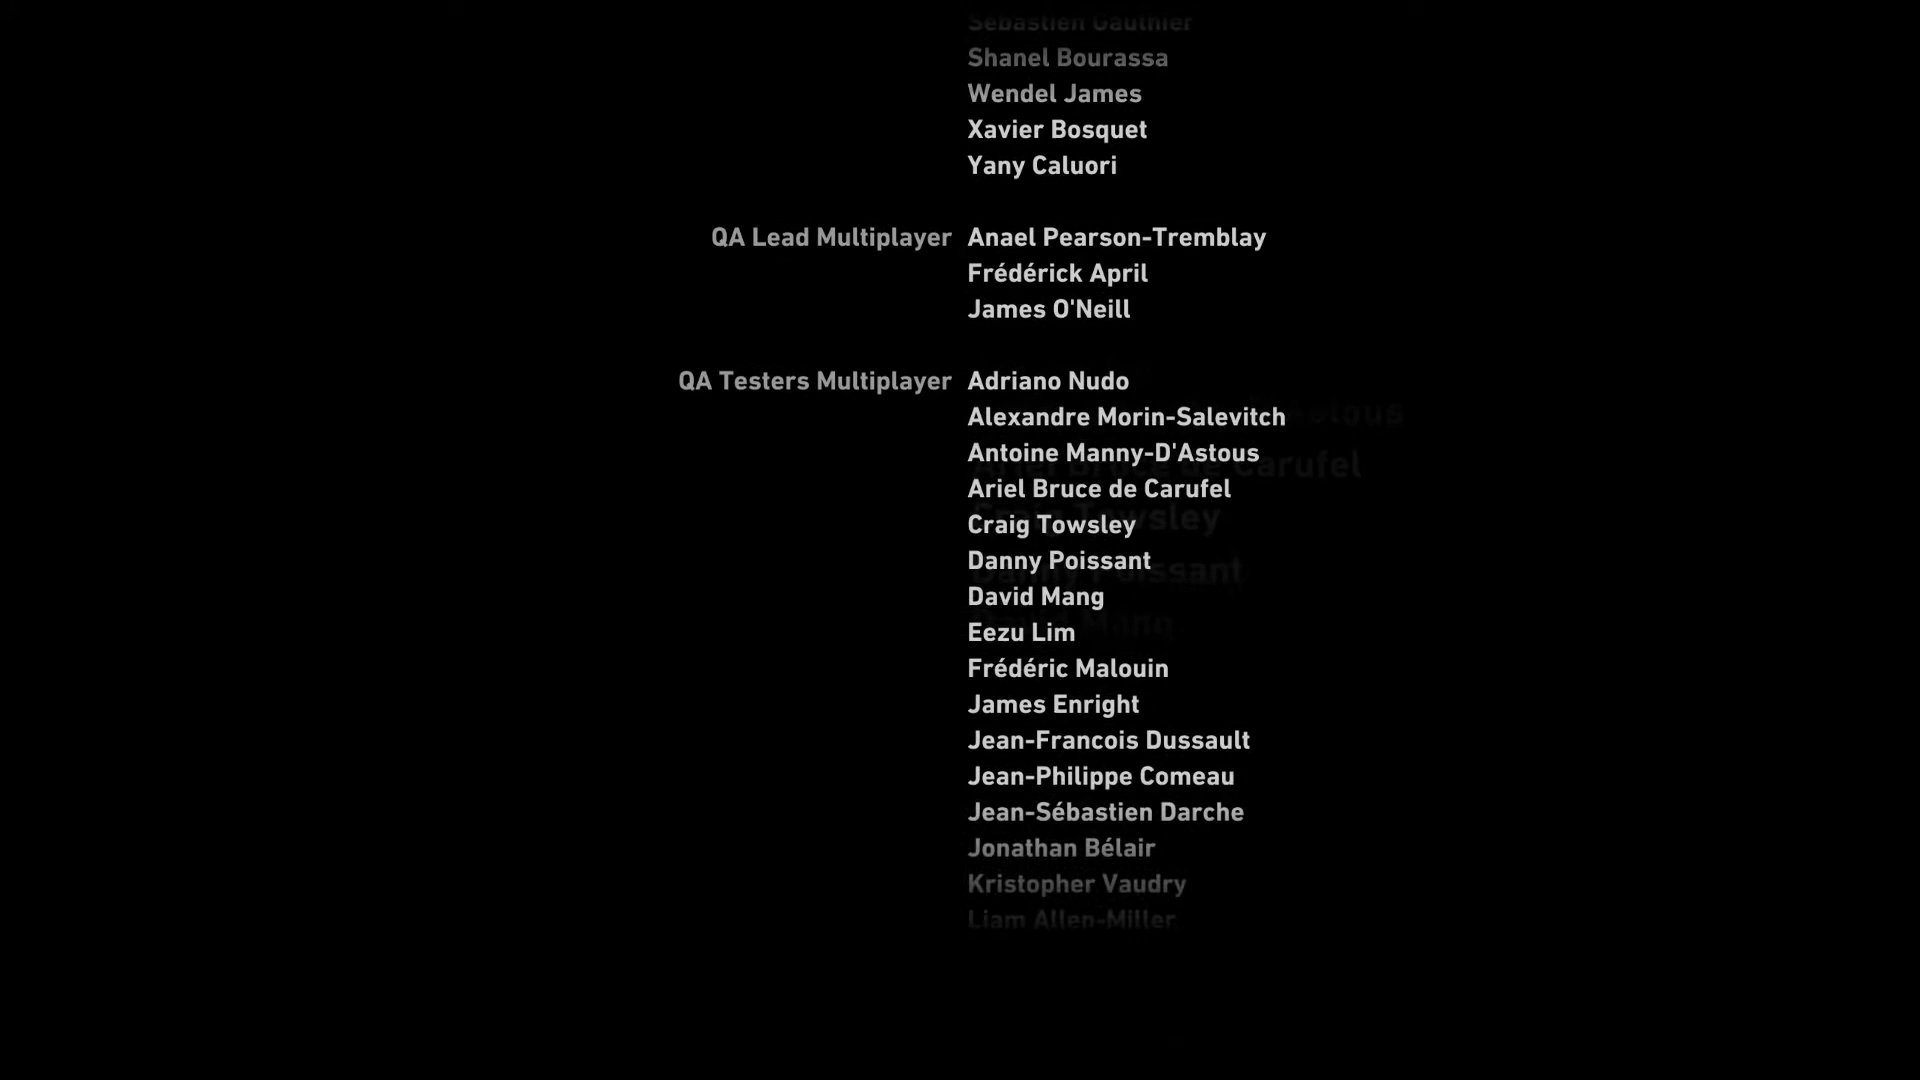 Sébastien Gauthier
Shanel Bourassa
Wendel James
Xavier Bosquet
Yany Caluori
QA Lead Multiplayer Anael Pearson-Tremblay
Frédérick April
James O'Neill
QA Testers Multiplayer Adriano Nudo
Alexandre Morin-Salevitch
Antoine Manny-D'Astous
Ariel Bruce de Carufel
Craig Towsley
Danny Poissant
David Mang
Eezu Lim
Frédéric Malouin
James Enright
Jean-Francois Dussault
Jean-Philippe Comeau
Jean-Sébastien Darche
Jonathan Bélair
Kristopher Vaudry
Liam Allen-Miller